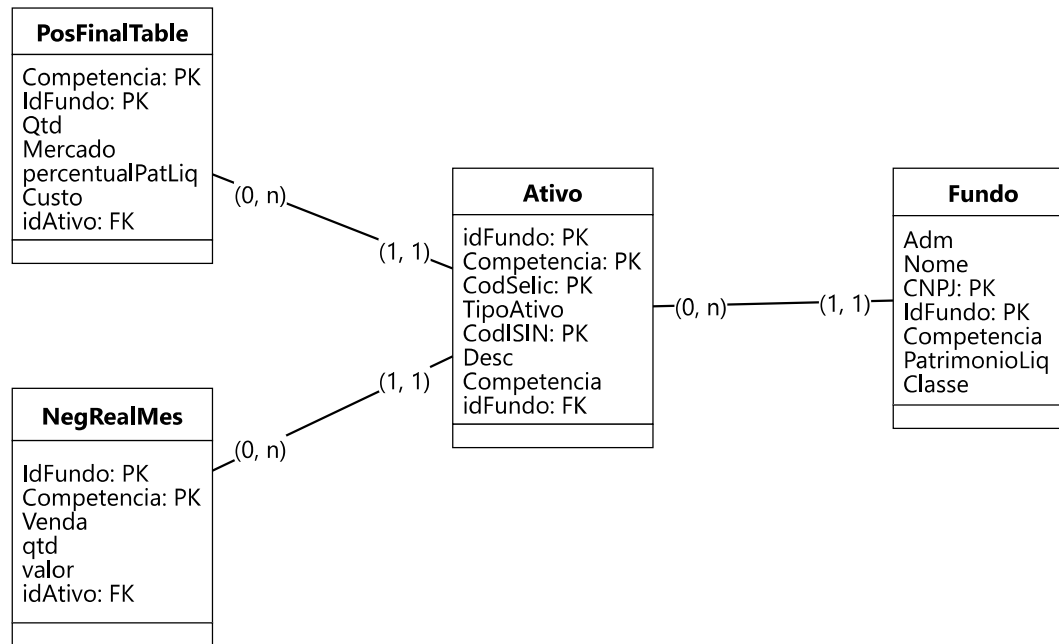 PosFinalTable
Competencia: PK
IdFundo: PK
Qtd
Mercado
percentualPatLiq
Custo
idAtivo: FK
(0, n)
(1, 1)
Ativo
idFundo: PK
Competencia: PK
CodSelic: PK
TipoAtivo
CodISIN: PK
Desc
Competencia
idFundo: FK
(0, n)
(1, 1)
Fundo
Adm
Nome
CNPJ: PK
IdFundo: PK
Competencia
PatrimonioLiq
Classe
(1, 1)
(0, n)
NegRealMes
IdFundo: PK
Competencia: PK
Venda
qtd
valor
idAtivo: FK